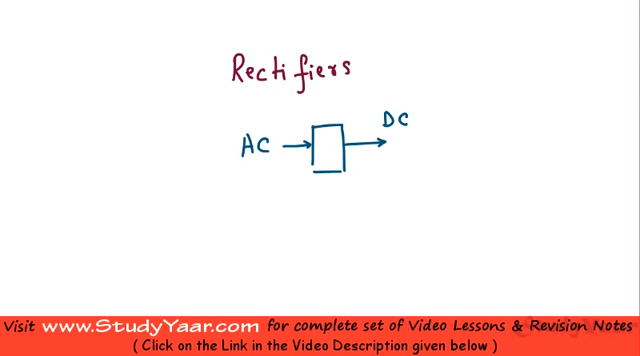 Rectifiers
DC
AC
Visit www.StudyYaar.com for complete set of Video Lessons & Revision Notes
( Click on the Link in the Video Description given below )